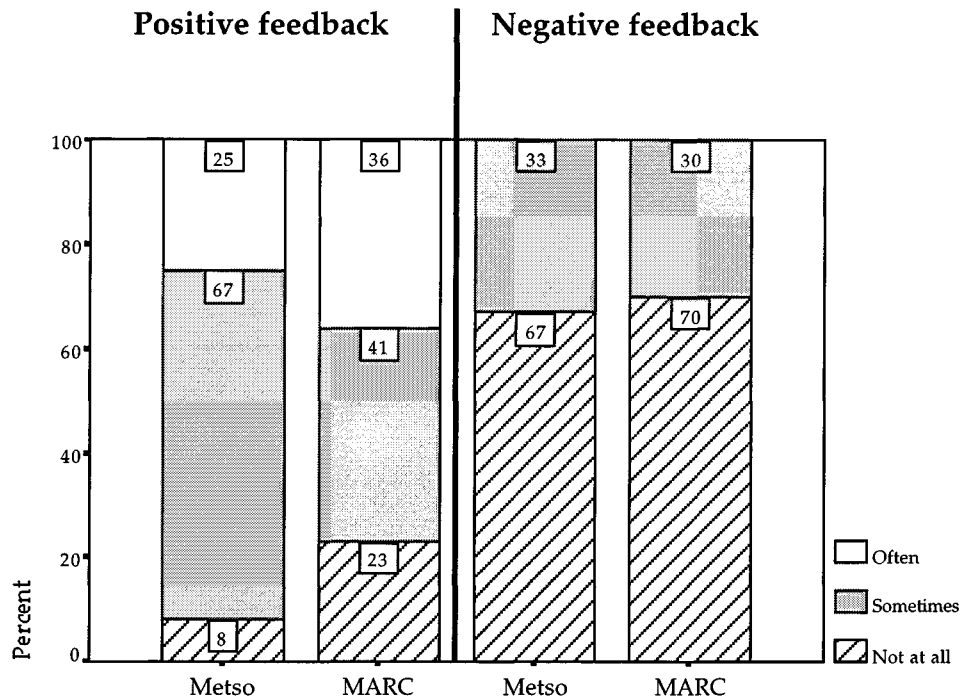 Positive feedback
Negative feedback
100
80
60
40
20
0
Percent
25
36
33
30
67
41
67
70
23
8
Often
Sometimes
Not at all
Metso
MARC
Metso
MARC